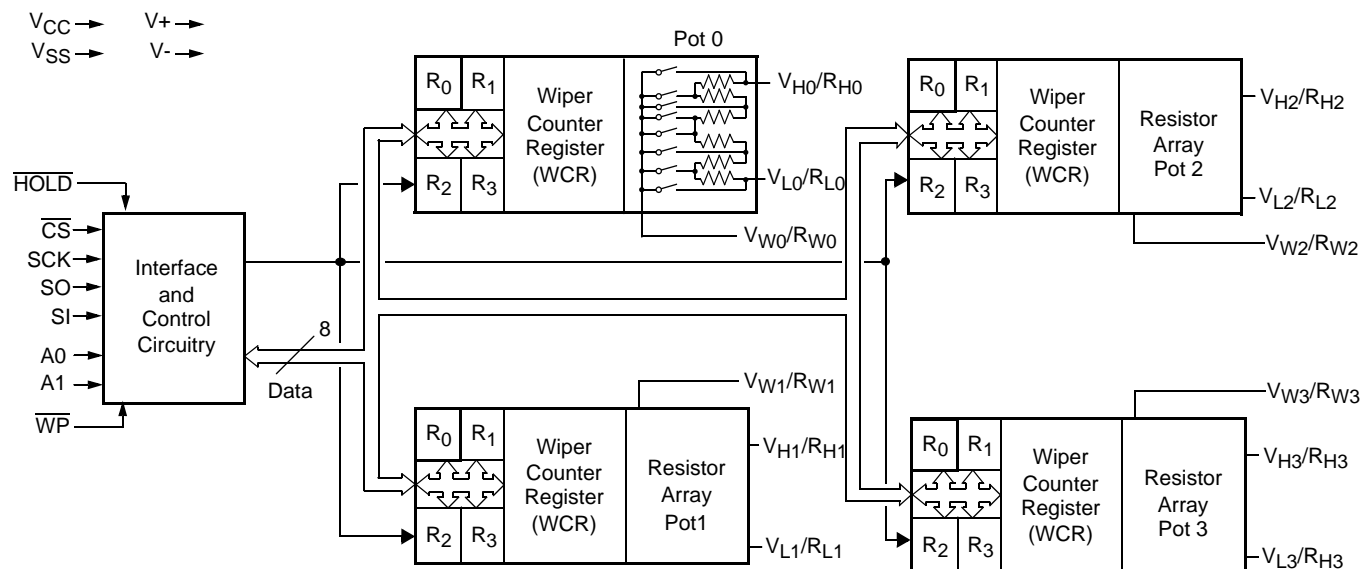 VCC V+
VSS V-
Pot 0
R0 R1
R2 R3
Wiper
Counter
Register
(WCR)
VH0/RH0
VL0/RL0
VW0/RW0
R0 R1
R2 R3
Wiper
Counter
Register
(WCR)
Resistor
Array
Pot 2
VH2/RH2
VL2/RL2
VW2/RW2
HOLD
CS
SCK
SO
SI
A0
A1
WP
Interface
and
Control
Circuitry
8
Data
VW1/RW1
R0 R1
R2 R3
Wiper
Counter
Register
(WCR)
Resistor
Array
Pot1
VH1/RH1
VL1/RL1
VW3/RW3
R0 R1
R2 R3
Wiper
Counter
Register
(WCR)
Resistor
Array
Pot 3
VH3/RH3
VL3/RH3